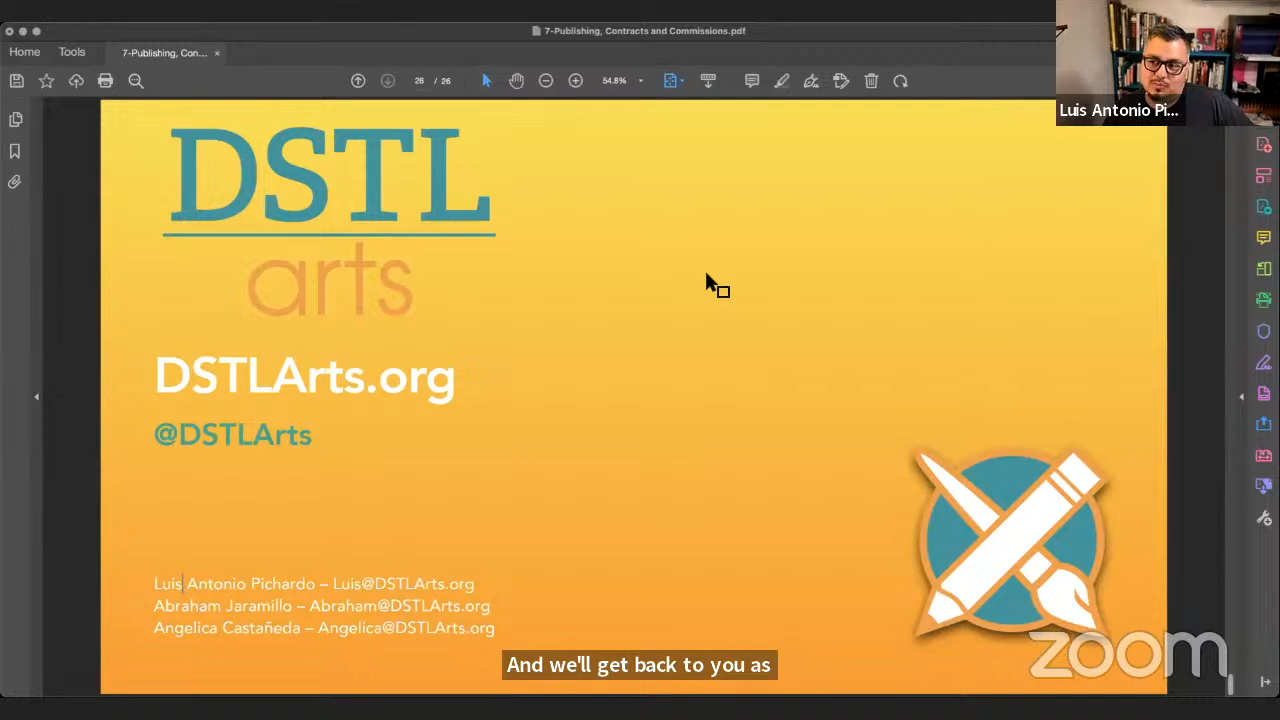 7-Publishing, Contracts and Commissions.pdf
Home Tools 7-Publishing, Con... ×
26 / 26 54.8%
Luis Antonio Pi...
DSTL
arts
DSTLArts.org
@DSTLArts
Luis Antonio Pichardo – Luis@DSTLArts.org
Abraham Jaramillo – Abraham@DSTLArts.org
Angelica Castañeda – Angelica@DSTLArts.org
zoom
And we'll get back to you as